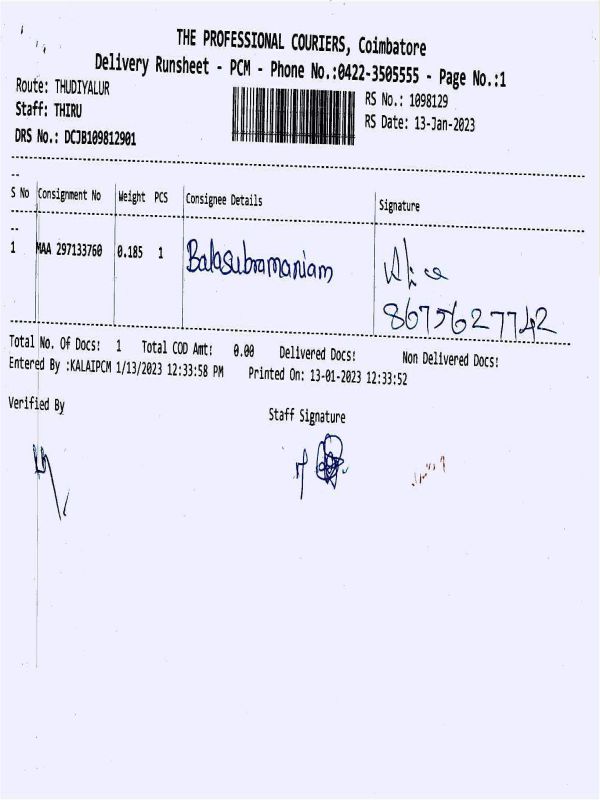 THE PROFESSIONAL COURIERS, Coimbatore
Delivery Runsheet - PCM - Phone No.:0422-3505555 - Page No.:1
Route: THUDIYALUR
Staff: THIRU
DRS No.: DCJB109812901
RS No.: 1098129
RS Date: 13-Jan-2023
S No Consignment No Weight PCS Consignee Details Signature
1 MAA 297133760 0.185 1 Balasubramaniam
8675627742
Total No. Of Docs: 1 Total COD Amt: 0.00 Delivered Docs: Non Delivered Docs:
Entered By :KALAIPCM 1/13/2023 12:33:58 PM Printed On: 13-01-2023 12:33:52
Verified By
Staff Signature